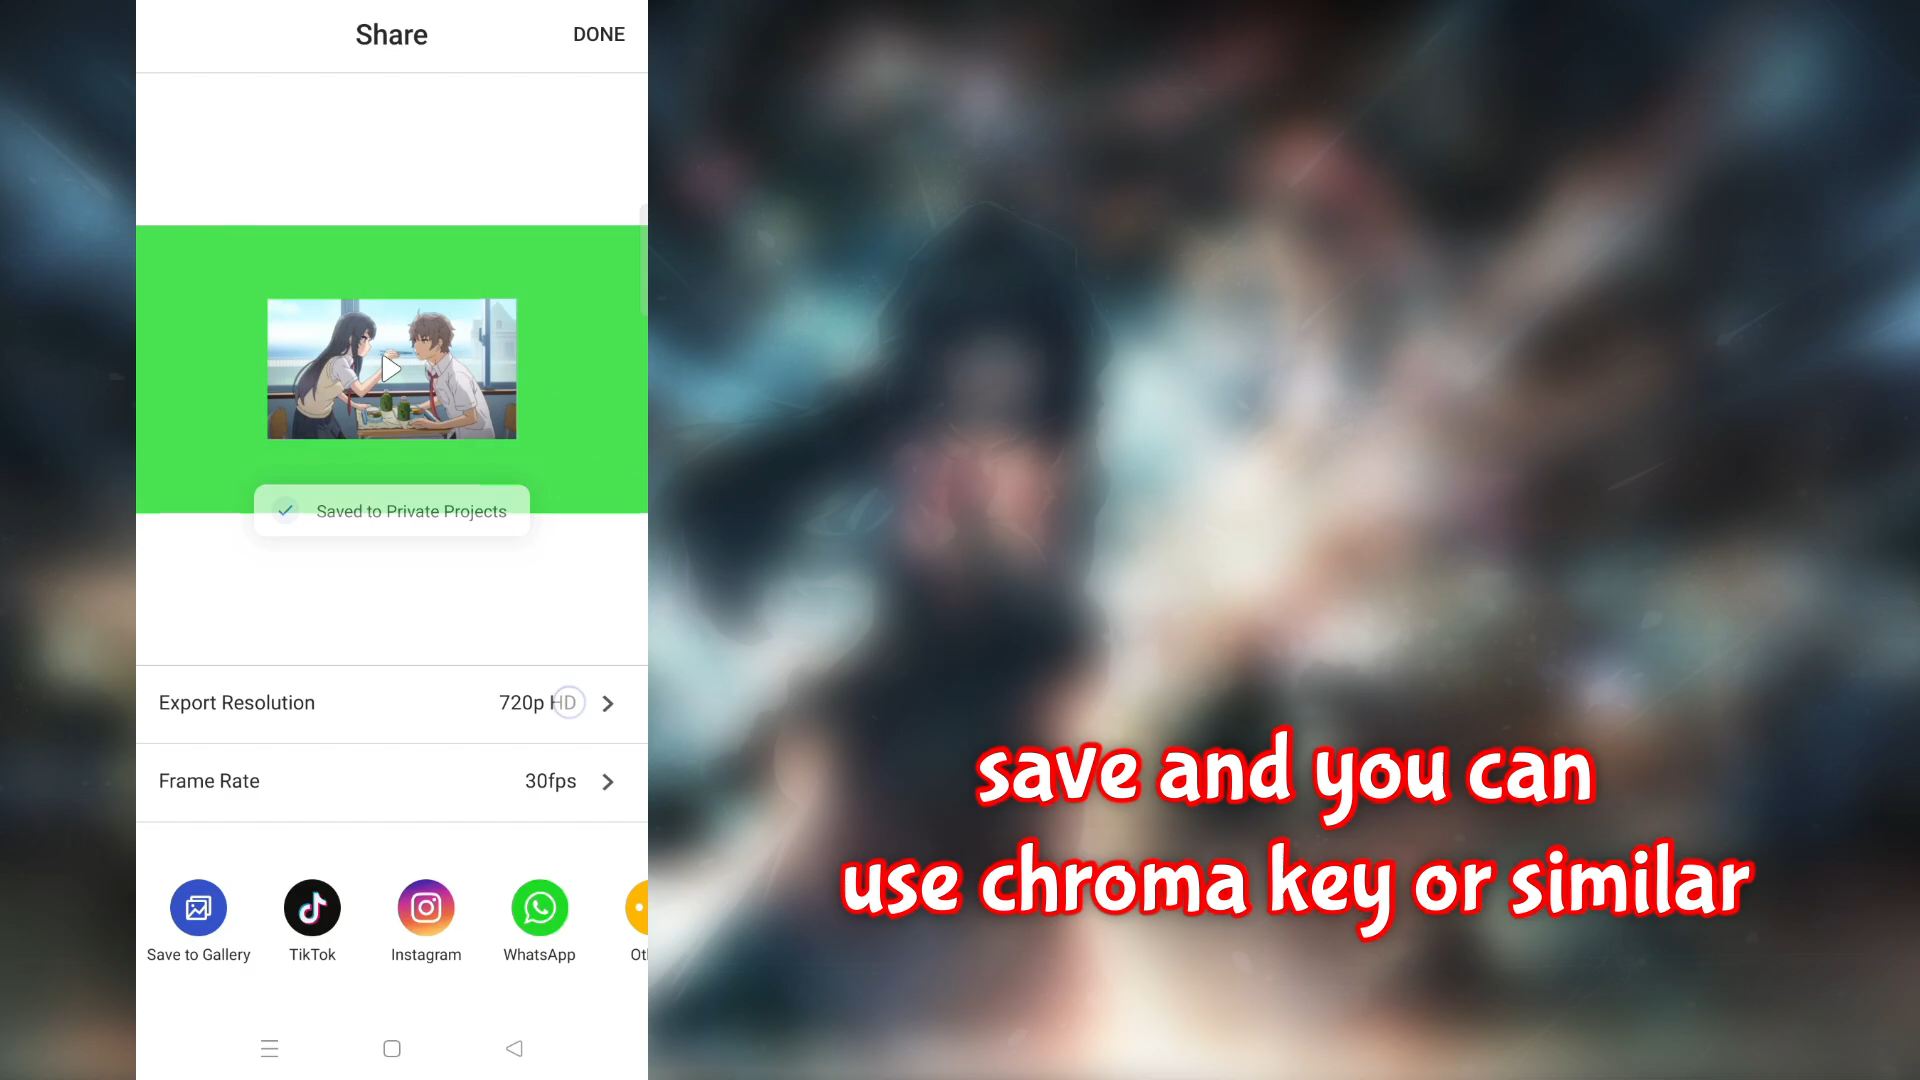 Share
DONE
Saved to Private Projects
Export Resolution
720p HD
Frame Rate
30fps
Save to Gallery
TikTok
Instagram
WhatsApp
save and you can
use chroma key or similar